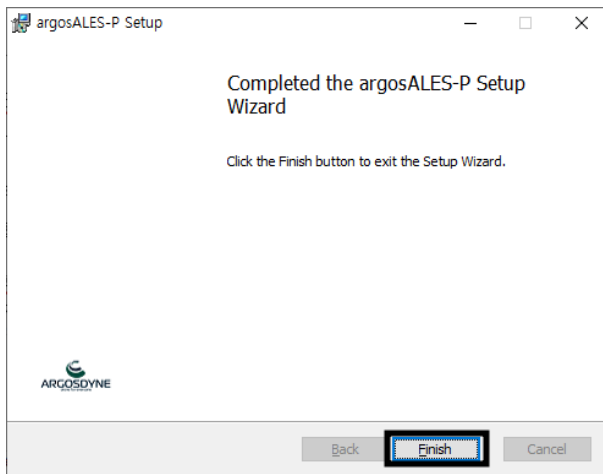 argosALES-P Setup
Completed the argosALES-P Setup
Wizard
Click the Finish button to exit the Setup Wizard.
ARGOSDYNE
Back
Finish
Cancel